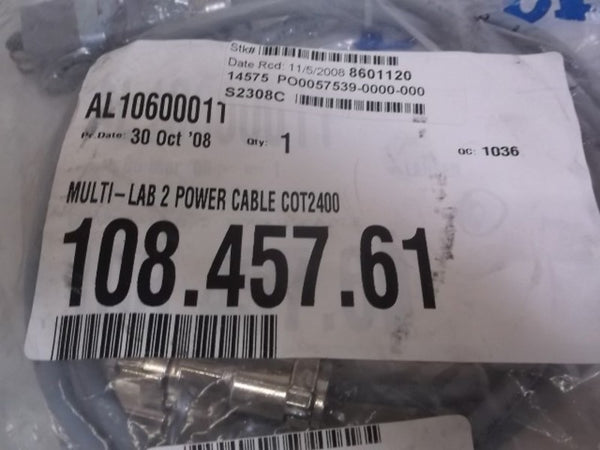 Stk#
Date Rcd: 11/5/2008 8601120
14575 PO0057539-0000-000
S2308C
AL10600011
Pr.Date: 30 Oct '08 Qty: 1 QC: 1036
MULTI-LAB 2 POWER CABLE COT2400
108.457.61